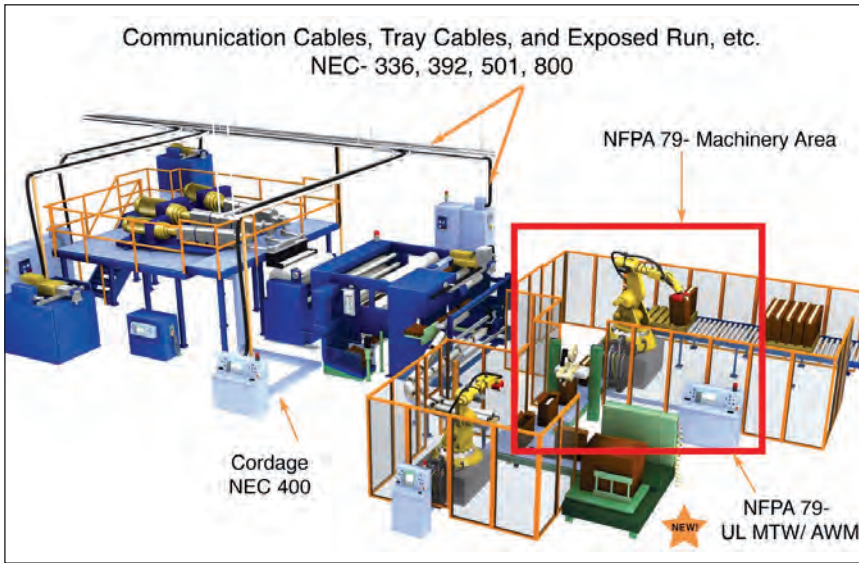 Communication Cables, Tray Cables, and Exposed Run, etc.
NEC- 336, 392, 501, 800
NFPA 79- Machinery Area
Cordage
NEC 400
NEW!
NFPA 79-
UL MTW/ AWM